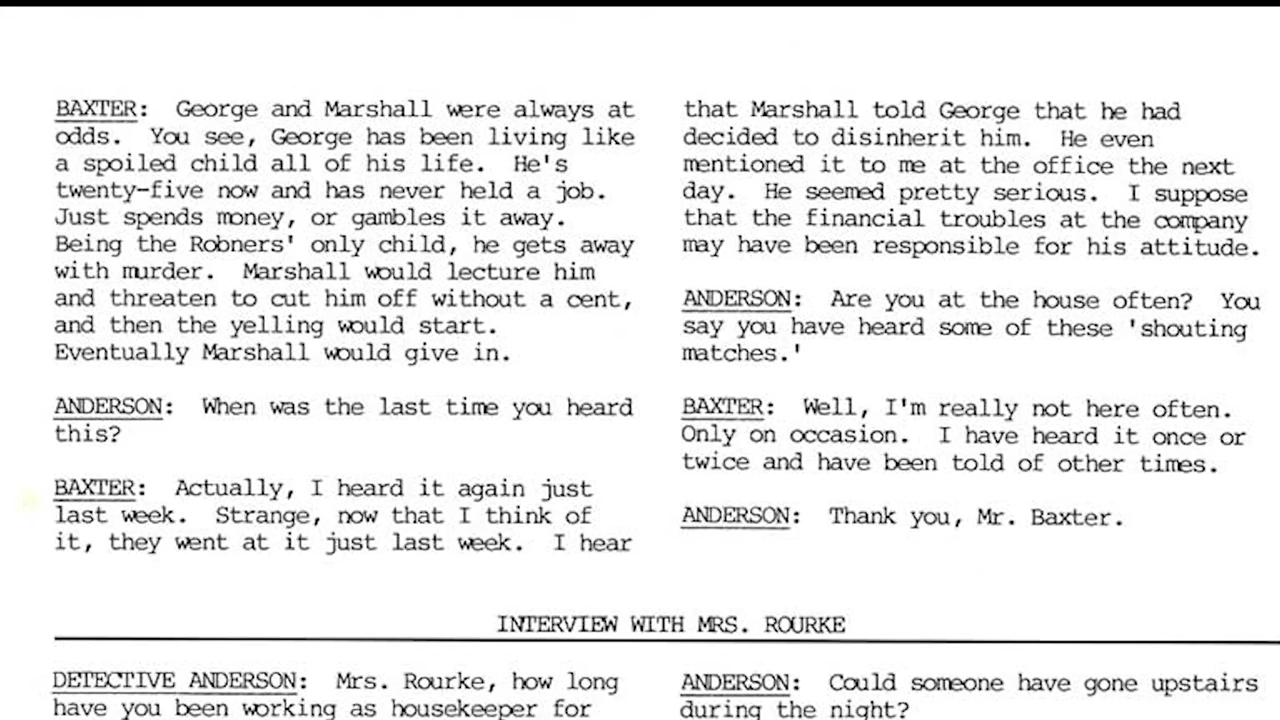 BAXTER:  George and Marshall were always at
odds.  You see, George has been living like
a spoiled child all of his life.  He's
twenty-five now and has never held a job.
Just spends money, or gambles it away.
Being the Robners' only child, he gets away
with murder.  Marshall would lecture him
and threaten to cut him off without a cent,
and then the yelling would start.
Eventually Marshall would give in.
ANDERSON:  When was the last time you heard
this?
BAXTER:  Actually, I heard it again just
last week.  Strange, now that I think of
it, they went at it just last week.  I hear
that Marshall told George that he had
decided to disinherit him.  He even
mentioned it to me at the office the next
day.  He seemed pretty serious.  I suppose
that the financial troubles at the company
may have been responsible for his attitude.
ANDERSON:  Are you at the house often?  You
say you have heard some of these 'shouting
matches.'
BAXTER:  Well, I'm really not here often.
Only on occasion.  I have heard it once or
twice and have been told of other times.
ANDERSON:  Thank you, Mr. Baxter.
INTERVIEW WITH MRS. ROURKE
DETECTIVE ANDERSON:  Mrs. Rourke, how long
have you been working as housekeeper for
ANDERSON:  Could someone have gone upstairs
during the night?